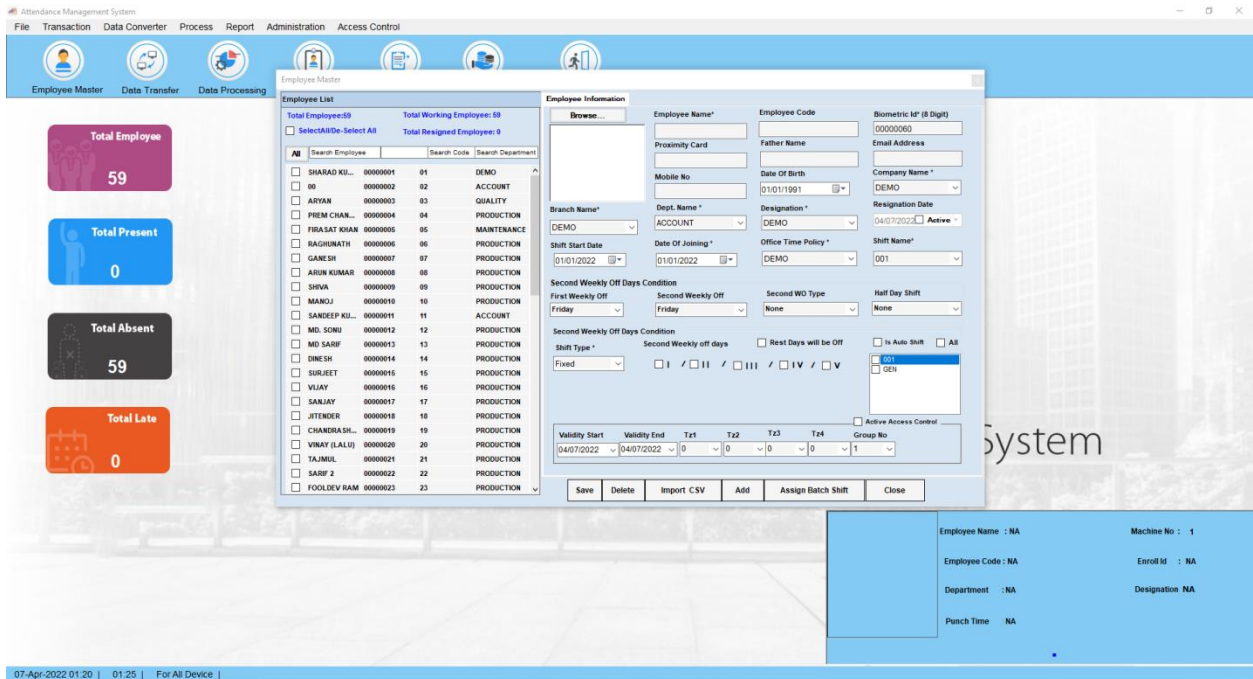 Attendance Management System
File Transaction Data Converter Process Report Administration Access Control
Employee Master Data Transfer Data Processing
Total Employee
59
Total Present
0
Total Absent
59
Total Late
0
Employee Master
Employee List
Total Employee:59 Total Working Employee: 59
SelectAll/De-Select All Total Resigned Employee: 0
All Search Employee Search Code Search Department
SHARAD KU... 00000001 01 DEMO
00 00000002 02 ACCOUNT
ARYAN 00000003 03 QUALITY
PREM CHAN... 00000004 04 PRODUCTION
FIRASAT KHAN 00000005 05 MAINTENANCE
RAGHUNATH 00000006 06 PRODUCTION
GANESH 00000007 07 PRODUCTION
ARUN KUMAR 00000008 08 PRODUCTION
SHIVA 00000009 09 PRODUCTION
MANOJ 00000010 10 PRODUCTION
SANDEEP KU... 00000011 11 ACCOUNT
MD. SONU 00000012 12 PRODUCTION
MD SARIF 00000013 13 PRODUCTION
DINESH 00000014 14 PRODUCTION
SURJEET 00000015 15 PRODUCTION
VIJAY 00000016 16 PRODUCTION
SANJAY 00000017 17 PRODUCTION
JITENDER 00000018 18 PRODUCTION
CHANDRASH... 00000019 19 PRODUCTION
VINAY (LALU) 00000020 20 PRODUCTION
TAJMUL 00000021 21 PRODUCTION
SARIF 2 00000022 22 PRODUCTION
FOOLDEV RAM 00000023 23 PRODUCTION
Employee Information
Browse... Employee Name* Employee Code Biometric Id* (8 Digit)
00000060
Proximity Card Father Name Email Address
Mobile No Date Of Birth Company Name *
01/01/1991 DEMO
Branch Name* Dept. Name * Designation * Resignation Date
DEMO ACCOUNT DEMO 04/07/2022 Active
Shift Start Date Date Of Joining * Office Time Policy * Shift Name*
01/01/2022 01/01/2022 DEMO 001
Second Weekly Off Days Condition
First Weekly Off Second Weekly Off Second WO Type Half Day Shift
Friday Friday None None
Second Weekly Off Days Condition
Shift Type * Second Weekly off days Rest Days will be Off Is Auto Shift All
Fixed I / II / III / IV / V
001
GEN
Active Access Control
Validity Start Validity End Tz1 Tz2 Tz3 Tz4 Group No
04/07/2022 04/07/2022 0 0 0 0 1
Save Delete Import CSV Add Assign Batch Shift Close
System
Employee Name : NA Machine No : 1
Employee Code : NA Enroll Id : NA
Department : NA Designation NA
Punch Time NA
07-Apr-2022 01:20 | 01:25 | For All Device |